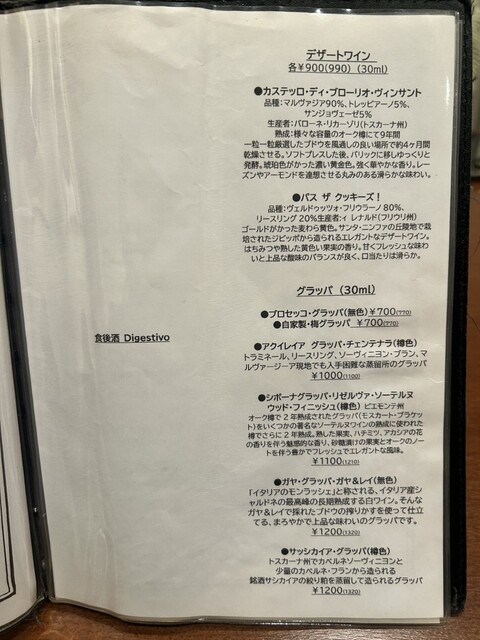 デザートワイン
各￥900(990) (30ml)
●カステッロ・ディ・ブローリオ・ヴィンサント
品種：マルヴァジア90%、トレッビアーノ5%、
サンジョヴェーゼ5%
生産者：バローネ・リカーゾリ(トスカーナ州)
熟成：様々な容量のオーク樽にて9年間
一粒一粒厳選したブドウを風通しの良い場所で約4ヶ月間
乾燥させる。ソフトプレスした後、バリックに移しゆっくりと
発酵。琥珀色がかった濃い黄金色。強く華やかな香り。レー
ズンやアーモンドを連想させる丸みのある滑らかな味わい。
●パス ザ クッキーズ！
品種：ヴェルドゥッツォ・フリウラーノ 80%、
リースリング 20%生産者：ィ レナルド(フリウリ州)
ゴールドがかった麦わら黄色。サンタ・ニンファの丘陵地で栽
培されたジビッボから造られるエレガントなデザートワイン。
はちみつや熟した黄色い果実の香り。甘くフレッシュな味わ
いと上品な酸味のバランスが良く、口当たりは滑らか。
グラッパ (30ml)
●プロセッコ・グラッパ(無色) ￥700(770)
●自家製・梅グラッパ ￥700(770)
食後酒 Digestivo
●アクイレイア グラッパ・チェンテナラ(樽色)
トラミネール、リースリング、ソーヴィニヨン・ブラン、マ
ルヴァージーア現地でも入手困難な蒸留所のグラッパ
￥1000(1100)
●シボーナグラッパ・リゼルヴァ・ソーテルヌ
ウッド・フィニッシュ(樽色) ピエモンテ州
オーク樽で2年熟成されたグラッパ(モスカート・ブラケッ
ト)をいくつかの著名なソーテルヌワインの熟成に使われた
樽でさらに2年熟成。熟した果実、ハチミツ、アカシアの花
の香りを伴う魅惑的な香り、砂糖漬けの果実とオークのノー
トを伴う豊かでフレッシュでエレガントな風味。
￥1100(1210)
●ガヤ・グラッパ・ガヤ&レイ(無色)
「イタリアのモンラッシェ」と称される、イタリア産シ
ャルドネの最高峰の長期熟成する白ワイン。そんな
ガヤ&レイで採れたブドウの搾りかすを使って仕立
てる、まろやかで上品な味わいのグラッパです。
￥1200(1320)
●サッシカイア・グラッパ(樽色)
トスカーナ州でカベルネソーヴィニヨンと
少量のカベルネ・フランから造られる
銘酒サシカイアの絞り粕を蒸留して造られるグラッパ
￥1200(1320)